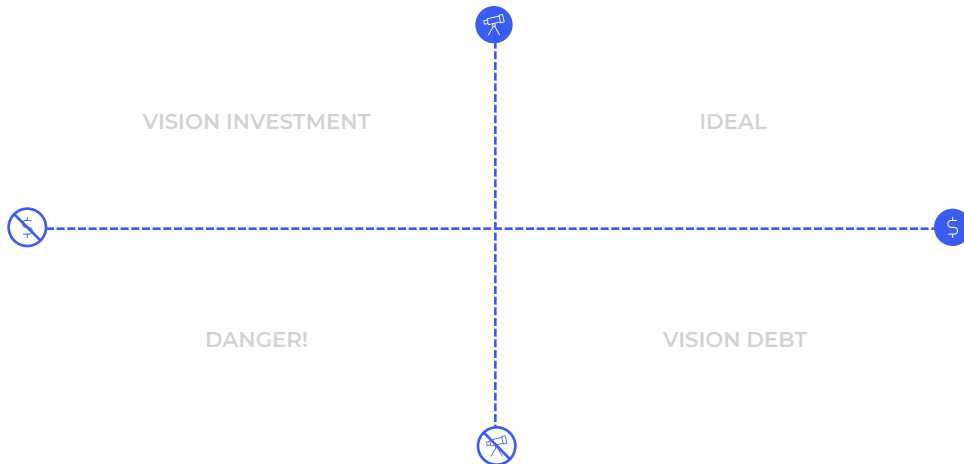 VISION INVESTMENT
IDEAL
$
$
DANGER!
VISION DEBT